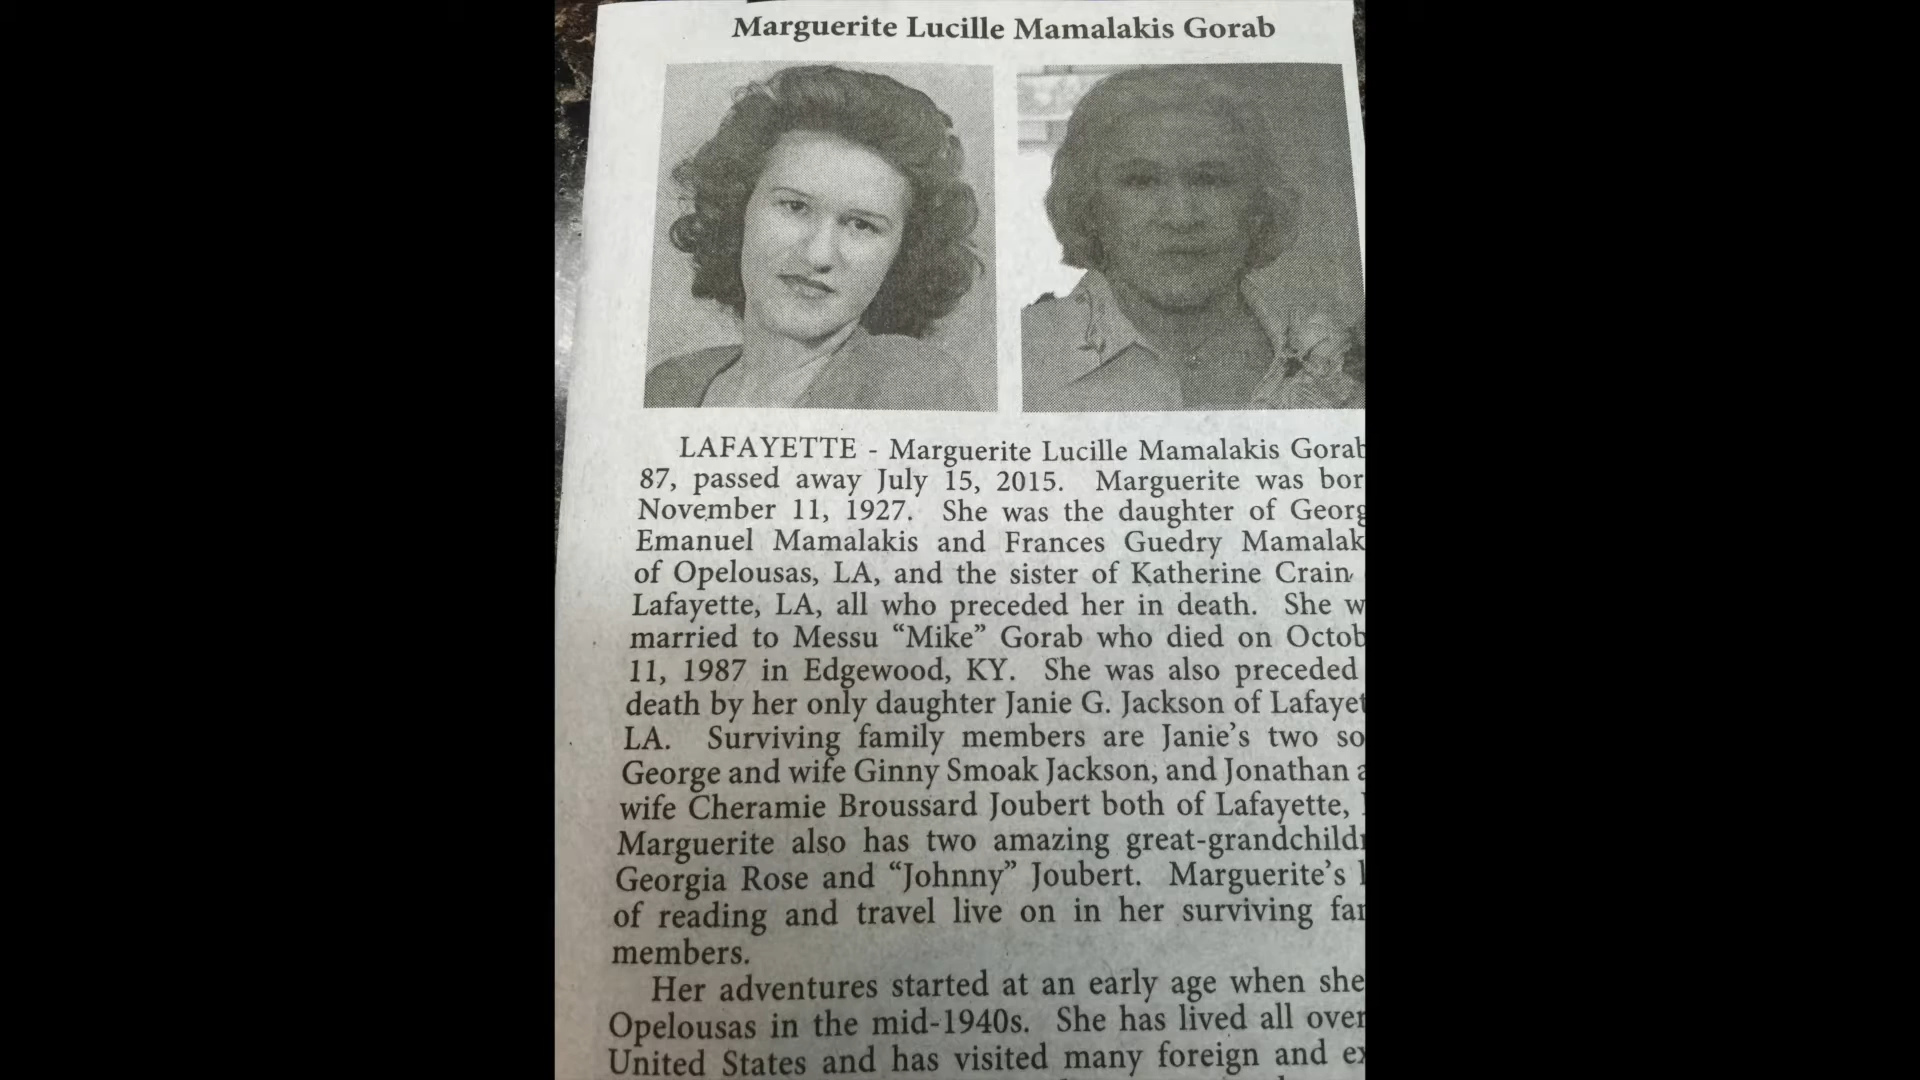 Marguerite Lucille Mamalakis Gorab
LAFAYETTE - Marguerite Lucille Mamalakis Gorab
87, passed away July 15, 2015. Marguerite was bor
November 11, 1927. She was the daughter of Georg
Emanuel Mamalakis and Frances Guedry Mamalak
of Opelousas, LA, and the sister of Katherine Crain
Lafayette, LA, all who preceded her in death. She w
married to Messu “Mike” Gorab who died on Octob
11, 1987 in Edgewood, KY. She was also preceded
death by her only daughter Janie G. Jackson of Lafayet
LA. Surviving family members are Janie’s two so
George and wife Ginny Smoak Jackson, and Jonathan a
wife Cheramie Broussard Joubert both of Lafayette,
Marguerite also has two amazing great-grandchild
Georgia Rose and “Johnny” Joubert. Marguerite’s l
of reading and travel live on in her surviving fam
members.
Her adventures started at an early age when she
Opelousas in the mid-1940s. She has lived all over
United States and has visited many foreign and ex